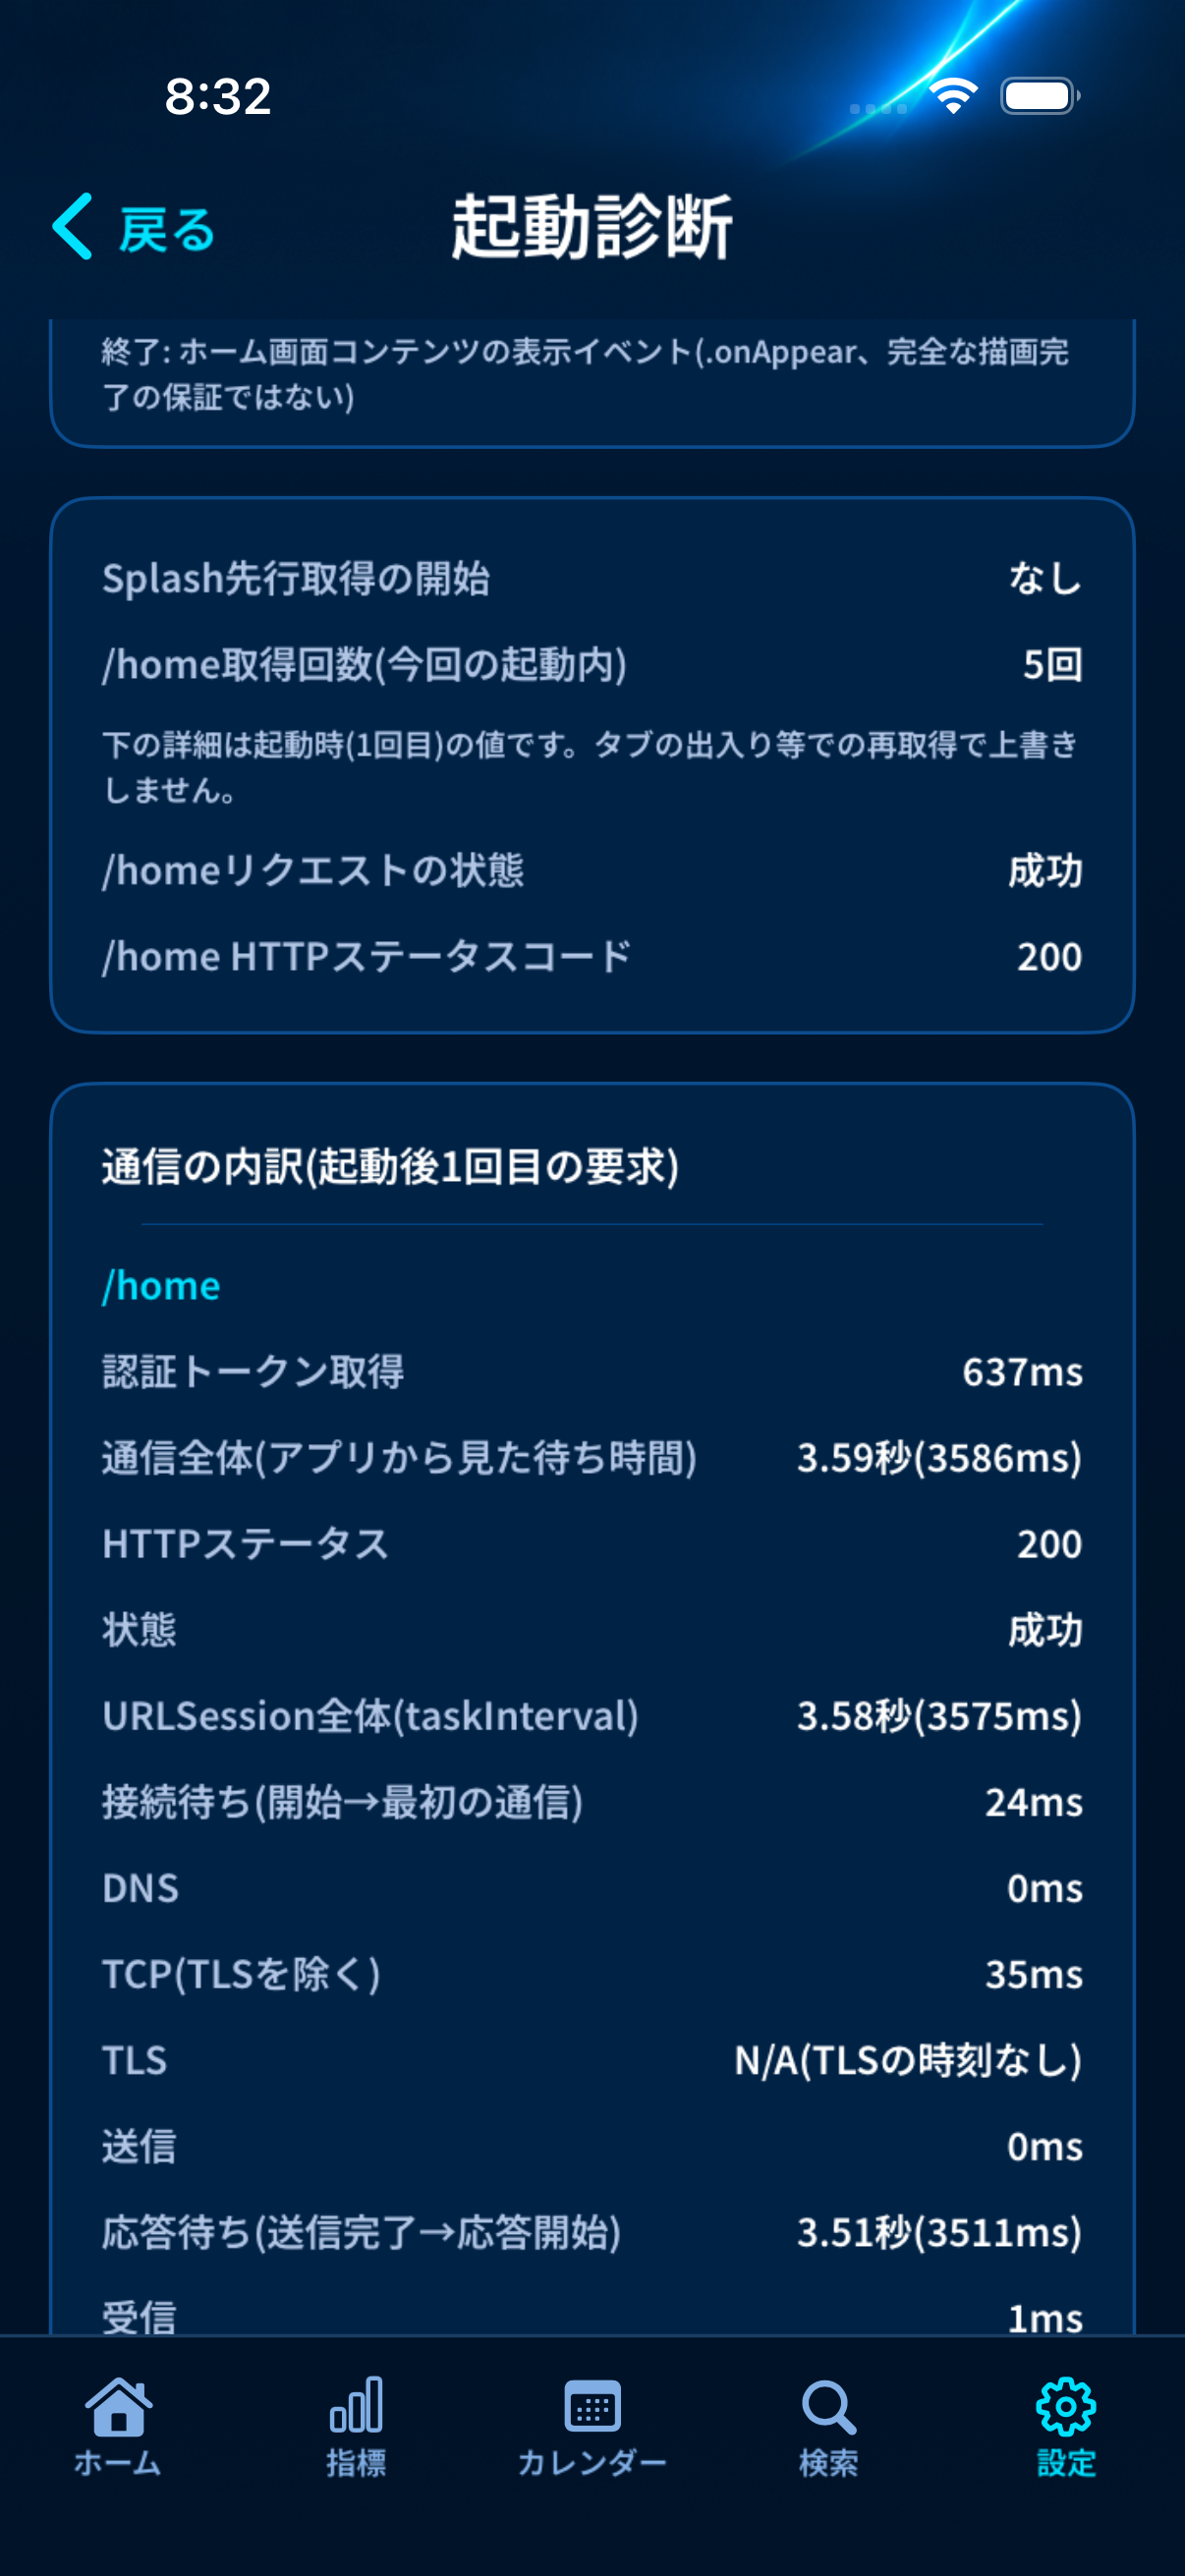 8:32
戻る
起動診断
終了: ホーム画面コンテンツの表示イベント(.onAppear、完全な描画完
了の保証ではない)
Splash先行取得の開始 なし
/home取得回数(今回の起動内) 5回
下の詳細は起動時(1回目)の値です。タブの出入り等での再取得で上書き
しません。
/homeリクエストの状態 成功
/home HTTPステータスコード 200
通信の内訳(起動後1回目の要求)
/home
認証トークン取得 637ms
通信全体(アプリから見た待ち時間) 3.59秒(3586ms)
HTTPステータス 200
状態 成功
URLSession全体(taskInterval) 3.58秒(3575ms)
接続待ち(開始→最初の通信) 24ms
DNS 0ms
TCP(TLSを除く) 35ms
TLS N/A(TLSの時刻なし)
送信 0ms
応答待ち(送信完了→応答開始) 3.51秒(3511ms)
受信 1ms
ホーム 指標 カレンダー 検索 設定